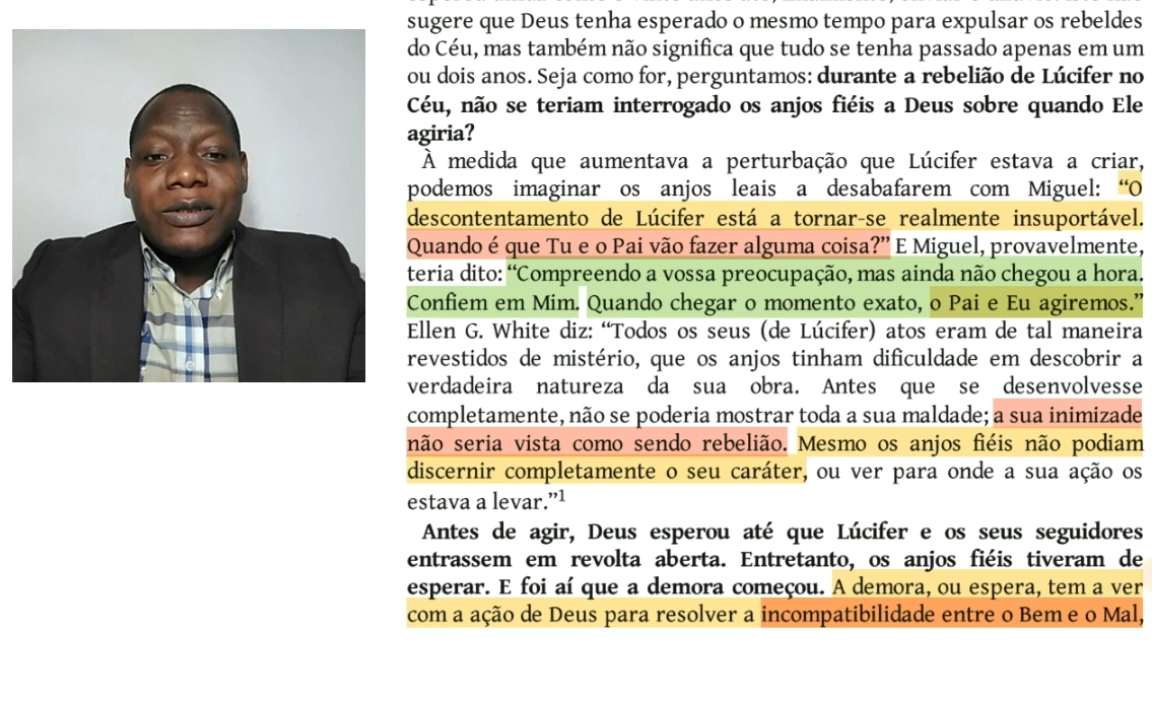 sugere que Deus tenha esperado o mesmo tempo para expulsar os rebeldes
do Céu, mas também não significa que tudo se tenha passado apenas em um
ou dois anos. Seja como for, perguntamos: durante a rebelião de Lúcifer no
Céu, não se teriam interrogado os anjos fiéis a Deus sobre quando Ele
agiria?
À medida que aumentava a perturbação que Lúcifer estava a criar,
podemos imaginar os anjos leais a desabafarem com Miguel: “O
descontentamento de Lúcifer está a tornar-se realmente insuportável.
Quando é que Tu e o Pai vão fazer alguma coisa?” E Miguel, provavelmente,
teria dito: “Compreendo a vossa preocupação, mas ainda não chegou a hora.
Confiem em Mim. Quando chegar o momento exato, o Pai e Eu agiremos.”
Ellen G. White diz: “Todos os seus (de Lúcifer) atos eram de tal maneira
revestidos de mistério, que os anjos tinham dificuldade em descobrir a
verdadeira natureza da sua obra. Antes que se desenvolvesse
completamente, não se poderia mostrar toda a sua maldade; a sua inimizade
não seria vista como sendo rebelião. Mesmo os anjos fiéis não podiam
discernir completamente o seu caráter, ou ver para onde a sua ação os
estava a levar.”1
Antes de agir, Deus esperou até que Lúcifer e os seus seguidores
entrassem em revolta aberta. Entretanto, os anjos fiéis tiveram de
esperar. E foi aí que a demora começou. A demora, ou espera, tem a ver
com a ação de Deus para resolver a incompatibilidade entre o Bem e o Mal,